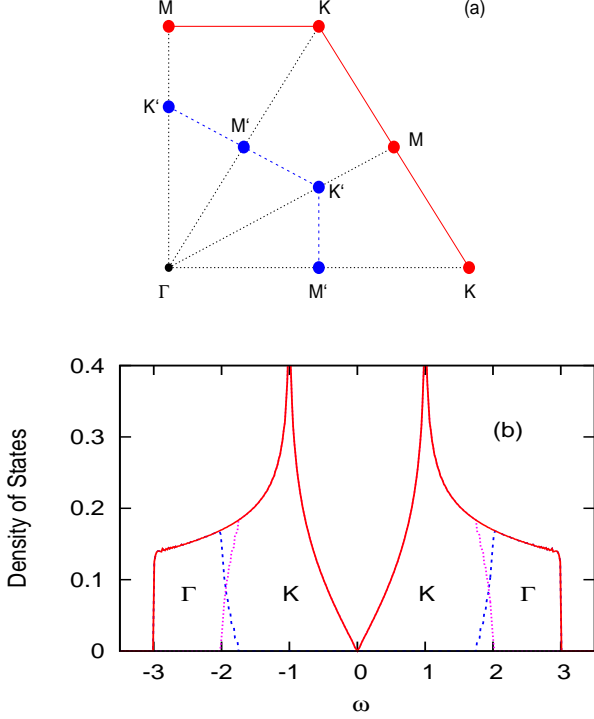 M K (a)
K‘ M‘ M
K‘
Γ M‘ K
0.4
0.3
0.2
0.1
0
Density of States
(b)
Γ K K Γ
-3 -2 -1 0 1 2 3
ω